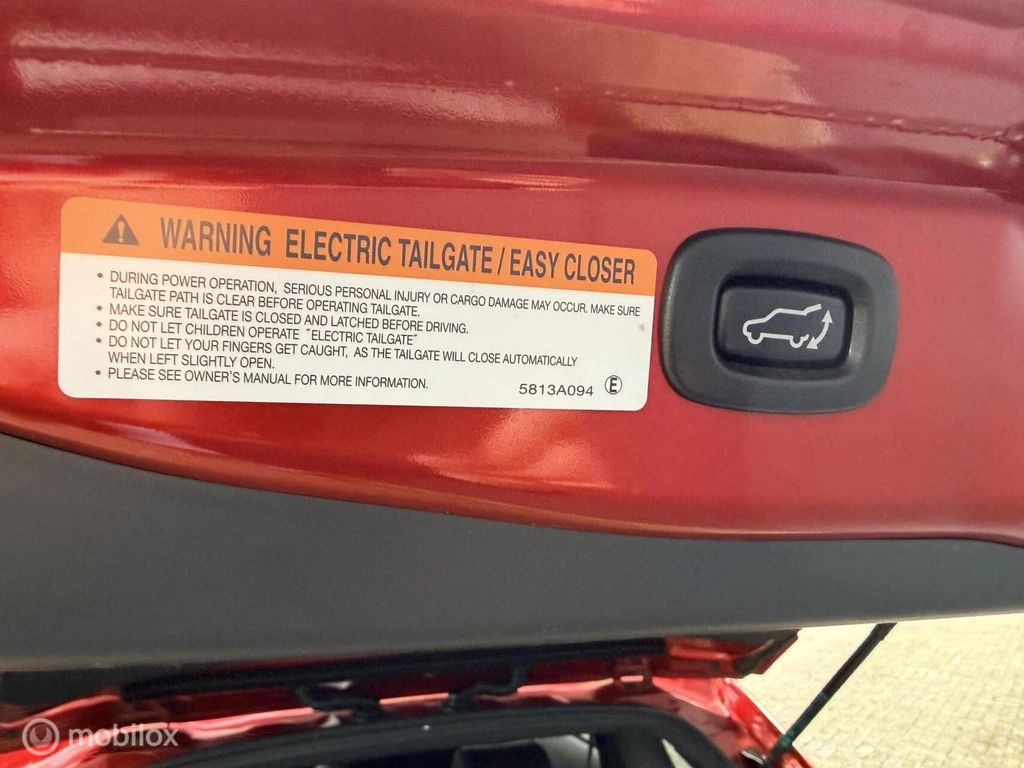 WARNING ELECTRIC TAILGATE / EASY CLOSER
• DURING POWER OPERATION, SERIOUS PERSONAL INJURY OR CARGO DAMAGE MAY OCCUR. MAKE SURE
TAILGATE PATH IS CLEAR BEFORE OPERATING TAILGATE.
• MAKE SURE TAILGATE IS CLOSED AND LATCHED BEFORE DRIVING.
• DO NOT LET CHILDREN OPERATE "ELECTRIC TAILGATE"
• DO NOT LET YOUR FINGERS GET CAUGHT, AS THE TAILGATE WILL CLOSE AUTOMATICALLY
WHEN LEFT SLIGHTLY OPEN.
• PLEASE SEE OWNER'S MANUAL FOR MORE INFORMATION.
5813A094 Ⓔ
mobilox